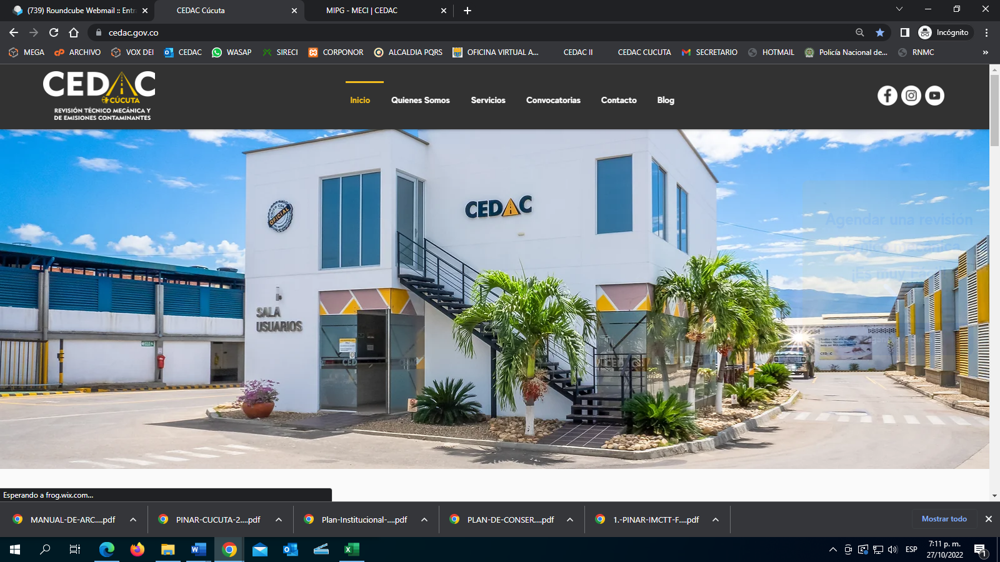 (739) Roundcube Webmail :: Entr
CEDAC Cúcuta
MIPG - MECI | CEDAC
cedac.gov.co
Incógnito
MEGA
ARCHIVO
VOX DEI
CEDAC
WASAP
SIRECI
CORPONOR
ALCALDIA PQRS
OFICINA VIRTUAL A...
CEDAC II
CEDAC CUCUTA
SECRETARIO
HOTMAIL
Policía Nacional de...
RNMC
CEDAC
CÚCUTA
REVISIÓN TÉCNICO MECÁNICA Y
DE EMISIONES CONTAMINANTES
Inicio
Quienes Somos
Servicios
Convocatorias
Contacto
Blog
OFICIAL
CEDAC
Agendar una revisión
¡Es muy Fácil!
SALA
USUARIOS
CED
Esperando a frog.wix.com...
MANUAL-DE-ARC....pdf
PINAR-CUCUTA-2....pdf
Plan-Institucional-....pdf
PLAN-DE-CONSER....pdf
1.-PINAR-IMCTT-F....pdf
Mostrar todo
ESP
7:11 p. m.
27/10/2022
1